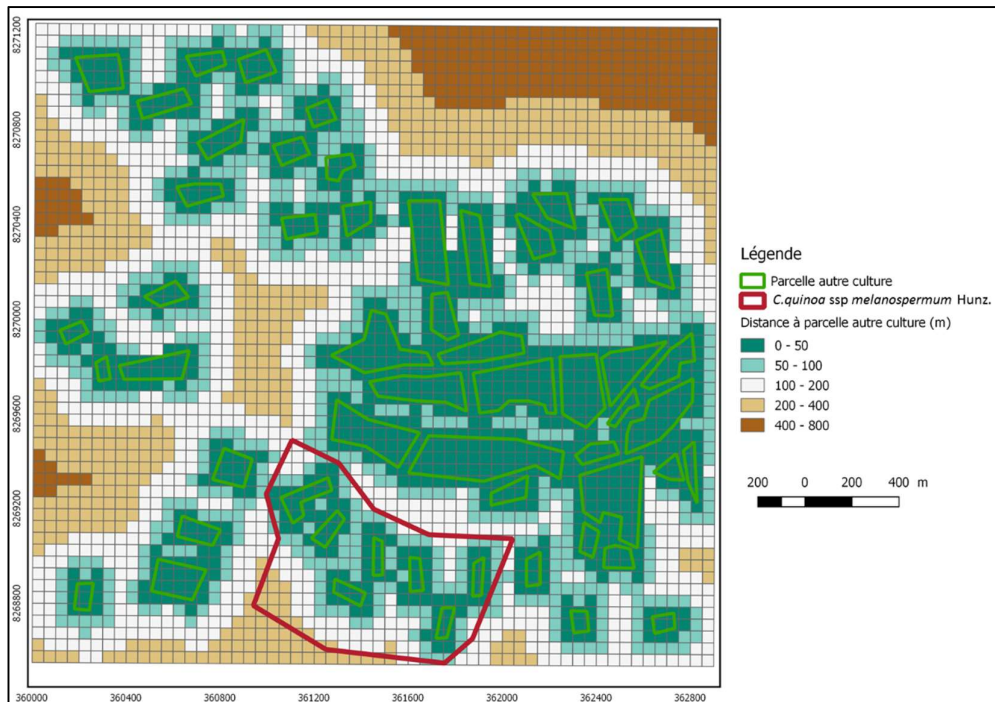 8271200
8270800
8270400
8270000
8269600
8269200
8268800
360000 360400 360800 361200 361600 362000 362400 362800
Légende
Parcelle autre culture
C.quinoa ssp melanospermum Hunz.
Distance à parcelle autre culture (m)
0 - 50
50 - 100
100 - 200
200 - 400
400 - 800
200 0 200 400 m